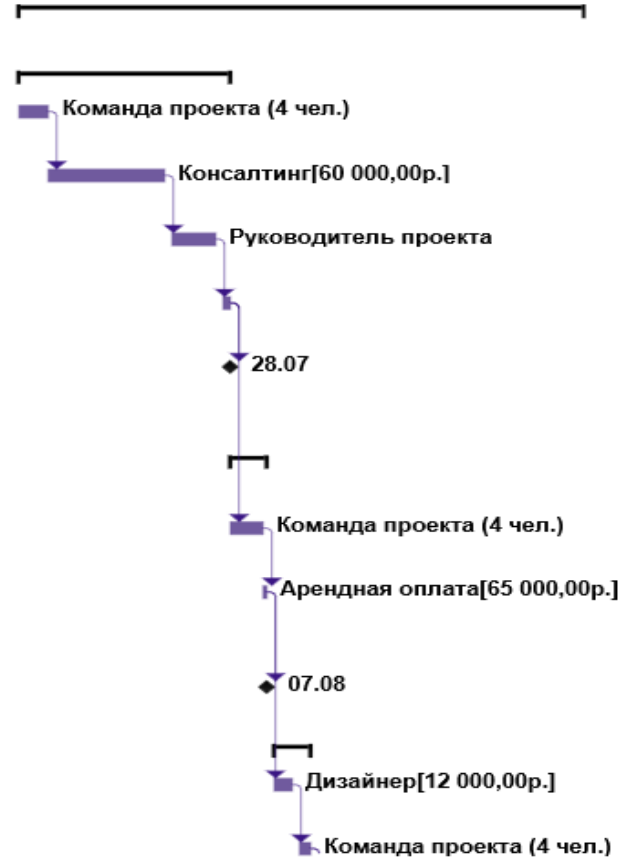 Команда проекта (4 чел.)
Консалтинг[60 000,00р.]
Руководитель проекта
28.07
Команда проекта (4 чел.)
Арендная оплата[65 000,00р.]
07.08
Дизайнер[12 000,00р.]
Команда проекта (4 чел.)